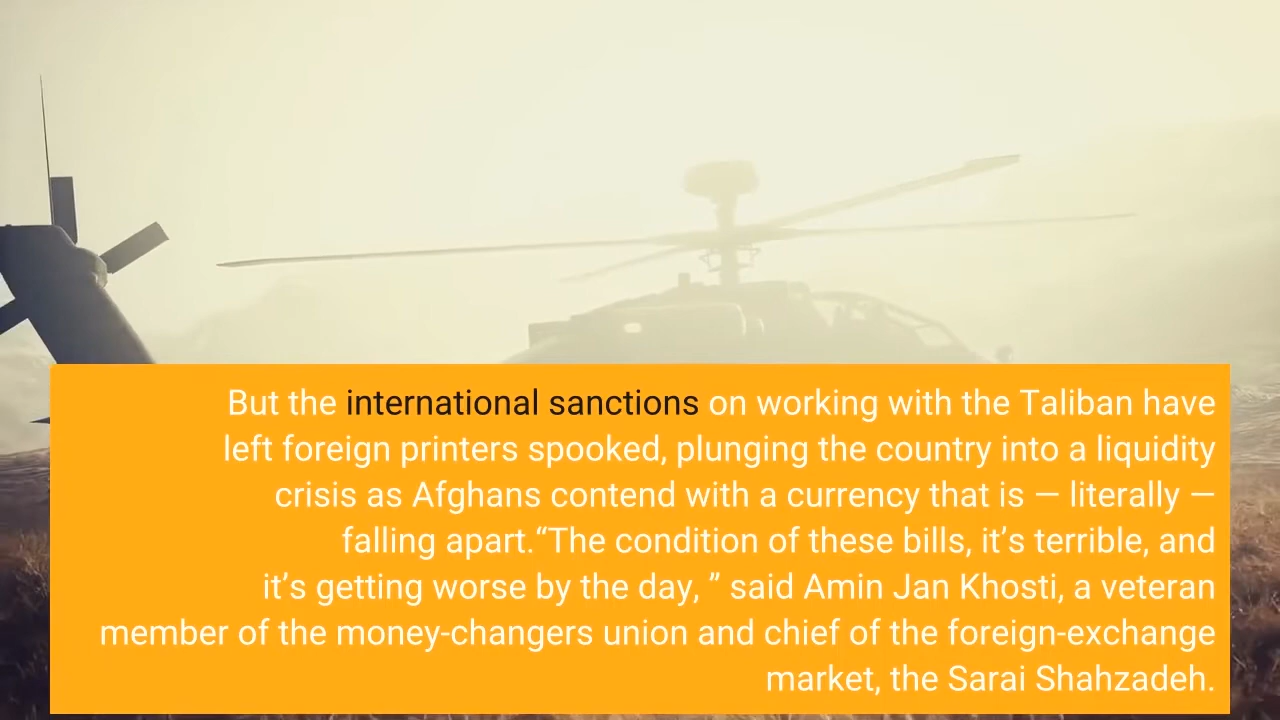 But the international sanctions on working with the Taliban have
left foreign printers spooked, plunging the country into a liquidity
crisis as Afghans contend with a currency that is — literally —
falling apart.“The condition of these bills, it’s terrible, and
it’s getting worse by the day, ” said Amin Jan Khosti, a veteran
member of the money-changers union and chief of the foreign-exchange
market, the Sarai Shahzadeh.